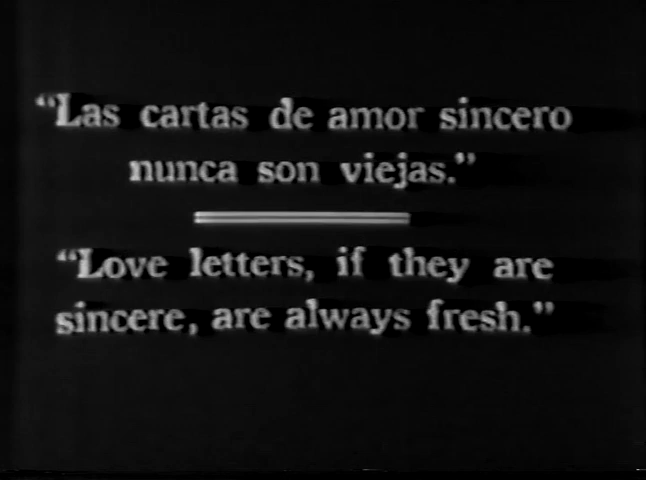 “Las cartas de amor sincero
nunca son viejas.”
“Love letters, if they are
sincere, are always fresh.”